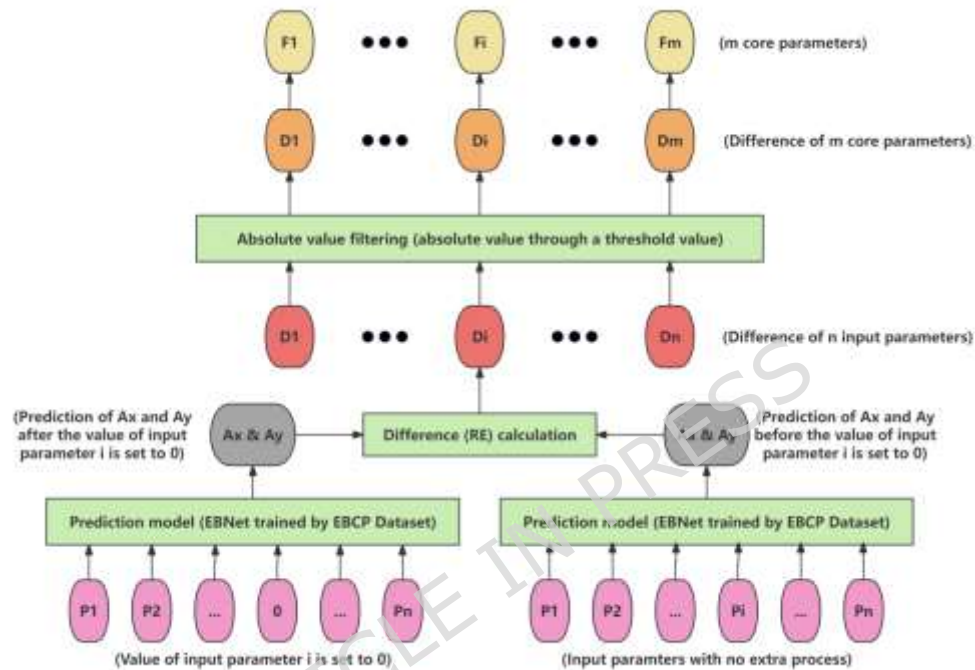 F1 ●●● Fi ●●● Fm (m core parameters)
D1 ●●● Di ●●● Dm (Difference of m core parameters)
Absolute value filtering (absolute value through a threshold value)
D1 ●●● Di ●●● Dn (Difference of n input parameters)
(Prediction of Ax and Ay
after the value of input
parameter i is set to 0)
Ax & Ay
Difference (RE) calculation
Ax & Ay
(Prediction of Ax and Ay
before the value of input
parameter i is set to 0)
Prediction model (EBNet trained by EBCP Dataset)
Prediction model (EBNet trained by EBCP Dataset)
P1 P2 ... 0 ... Pn
P1 P2 ... Pi ... Pn
(Value of input parameter i is set to 0)
(Input paramters with no extra process)
ICLE IN PRESS